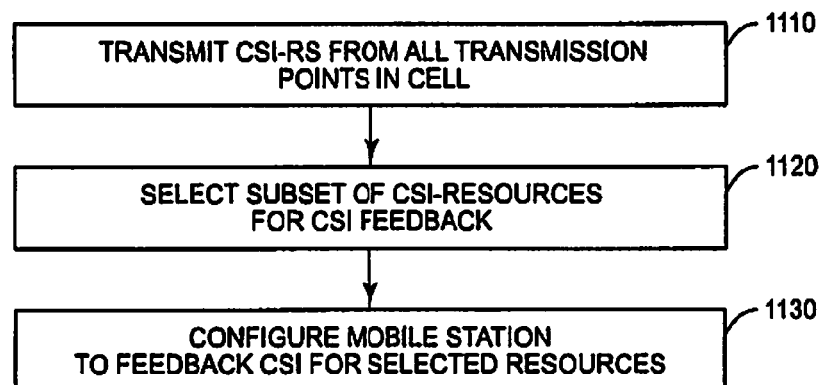 1110
TRANSMIT CSI-RS FROM ALL TRANSMISSION
POINTS IN CELL
1120
SELECT SUBSET OF CSI-RESOURCES
FOR CSI FEEDBACK
1130
CONFIGURE MOBILE STATION
TO FEEDBACK CSI FOR SELECTED RESOURCES